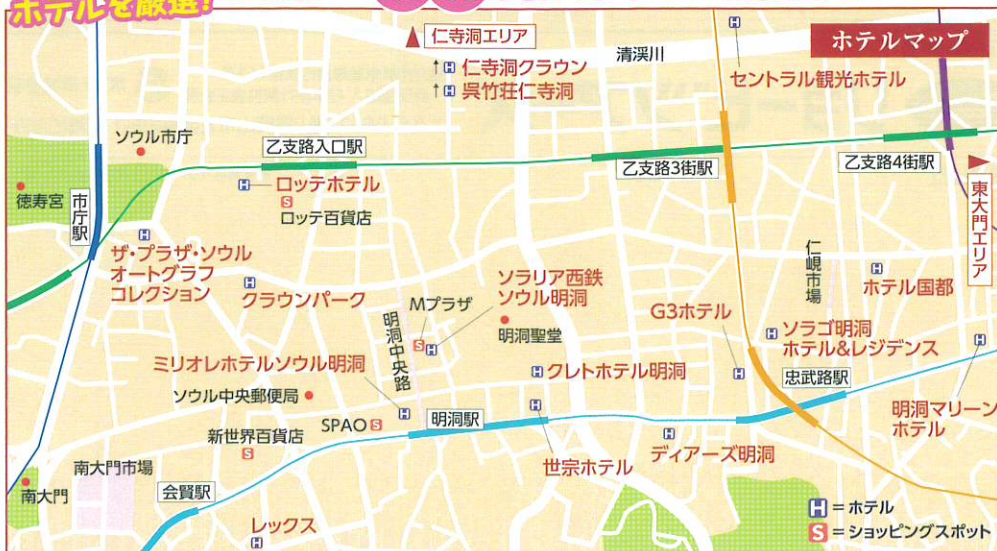 ホテルを厳選!
ホテルマップ
仁寺洞エリア
↑H 仁寺洞クラウン
↑H 呉竹荘仁寺洞
清渓川
セントラル観光ホテル
ソウル市庁
乙支路入口駅
乙支路3街駅
乙支路4街駅
徳寿宮
市庁駅
ロッテホテル
ロッテ百貨店
東大門エリア
ザ・プラザ・ソウル
オートグラフ
コレクション
クラウンパーク
Mプラザ
明洞中央路
ソラリア西鉄
ソウル明洞
明洞聖堂
仁峴市場
ホテル国都
G3ホテル
ソラゴ明洞
ホテル&レジデンス
ミリオレホテルソウル明洞
クレトホテル明洞
忠武路駅
ソウル中央郵便局
SPAO
明洞駅
明洞マリーン
ホテル
新世界百貨店
世宗ホテル
ディアーズ明洞
南大門市場
南大門
会賢駅
レックス
H=ホテル
S=ショッピングスポット